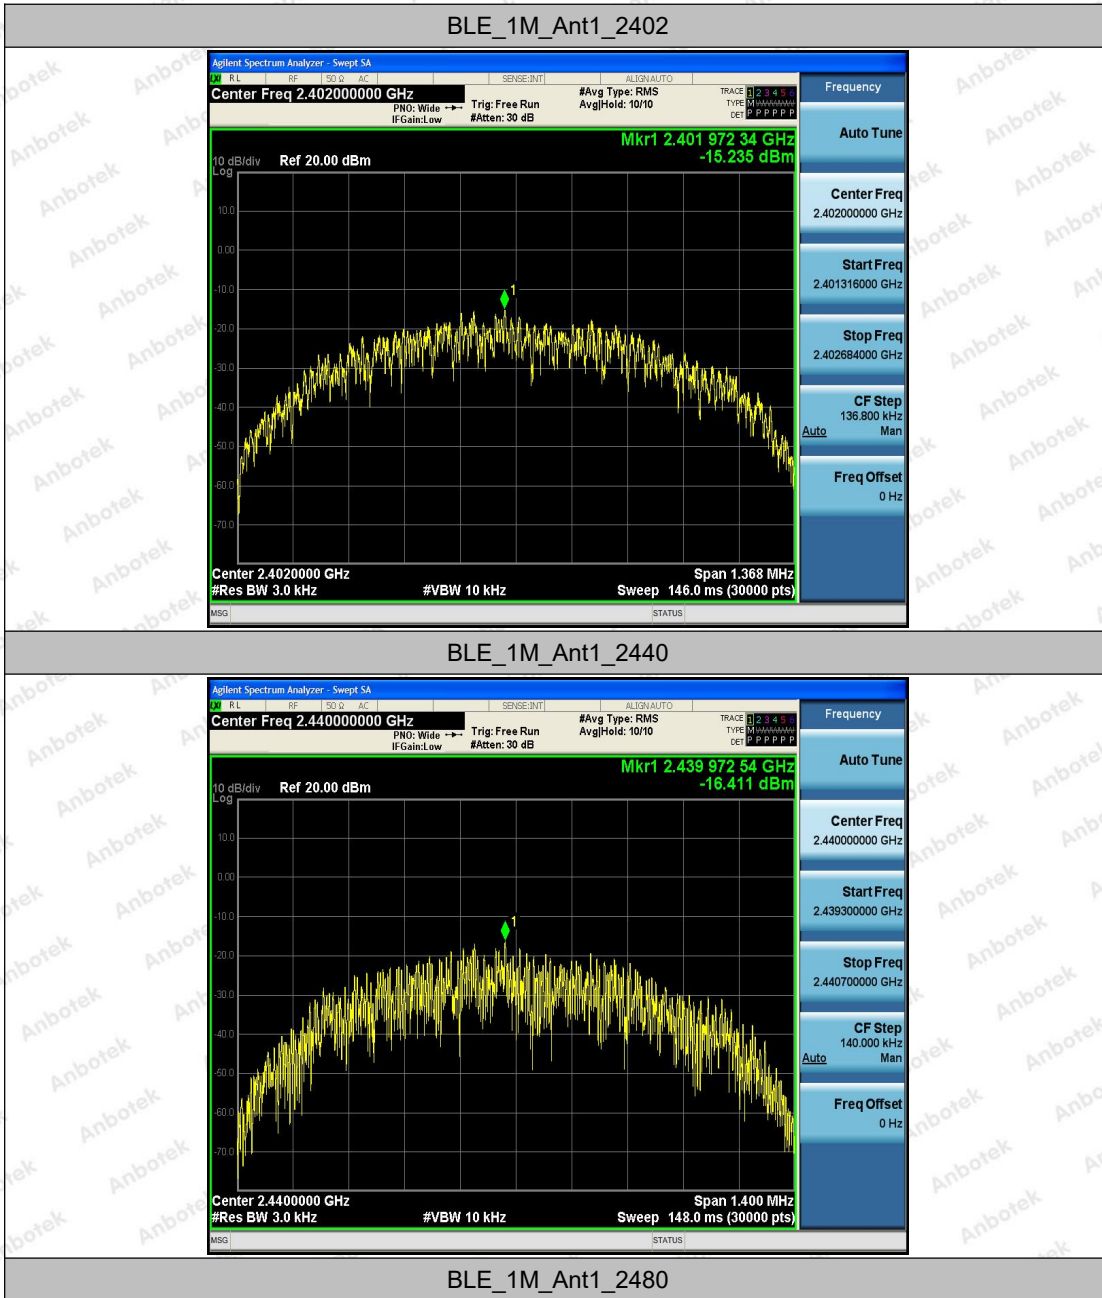 BLE_1M_Ant1_2402
Agilent Spectrum Analyzer - Swept SA
LXI RL RF 50 Ω AC SENSE:INT ALIGNAUTO
Center Freq 2.402000000 GHz
PNO: Wide
IFGain:Low
Trig: Free Run
#Atten: 30 dB
#Avg Type: RMS
Avg|Hold: 10/10
TRACE 1 2 3 4 5 6
TYPE M WWWWW
DET P P P P P P
Mkr1 2.401 972 34 GHz
-15.235 dBm
10 dB/div Ref 20.00 dBm
Log
10.0
0.00
-10.0
-20.0
-30.0
-40.0
-50.0
-60.0
-70.0
1
Center 2.4020000 GHz Span 1.368 MHz
#Res BW 3.0 kHz #VBW 10 kHz Sweep 146.0 ms (30000 pts)
MSG STATUS
Frequency
Auto Tune
Center Freq
2.402000000 GHz
Start Freq
2.401316000 GHz
Stop Freq
2.402684000 GHz
CF Step
136.800 kHz
Auto Man
Freq Offset
0 Hz
BLE_1M_Ant1_2440
Agilent Spectrum Analyzer - Swept SA
LXI RL RF 50 Ω AC SENSE:INT ALIGNAUTO
Center Freq 2.440000000 GHz
PNO: Wide
IFGain:Low
Trig: Free Run
#Atten: 30 dB
#Avg Type: RMS
Avg|Hold: 10/10
TRACE 1 2 3 4 5 6
TYPE M WWWWW
DET P P P P P P
Mkr1 2.439 972 54 GHz
-16.411 dBm
10 dB/div Ref 20.00 dBm
Log
10.0
0.00
-10.0
-20.0
-30.0
-40.0
-50.0
-60.0
-70.0
1
Center 2.4400000 GHz Span 1.400 MHz
#Res BW 3.0 kHz #VBW 10 kHz Sweep 148.0 ms (30000 pts)
MSG STATUS
Frequency
Auto Tune
Center Freq
2.440000000 GHz
Start Freq
2.439300000 GHz
Stop Freq
2.440700000 GHz
CF Step
140.000 kHz
Auto Man
Freq Offset
0 Hz
BLE_1M_Ant1_2480
Anbotek